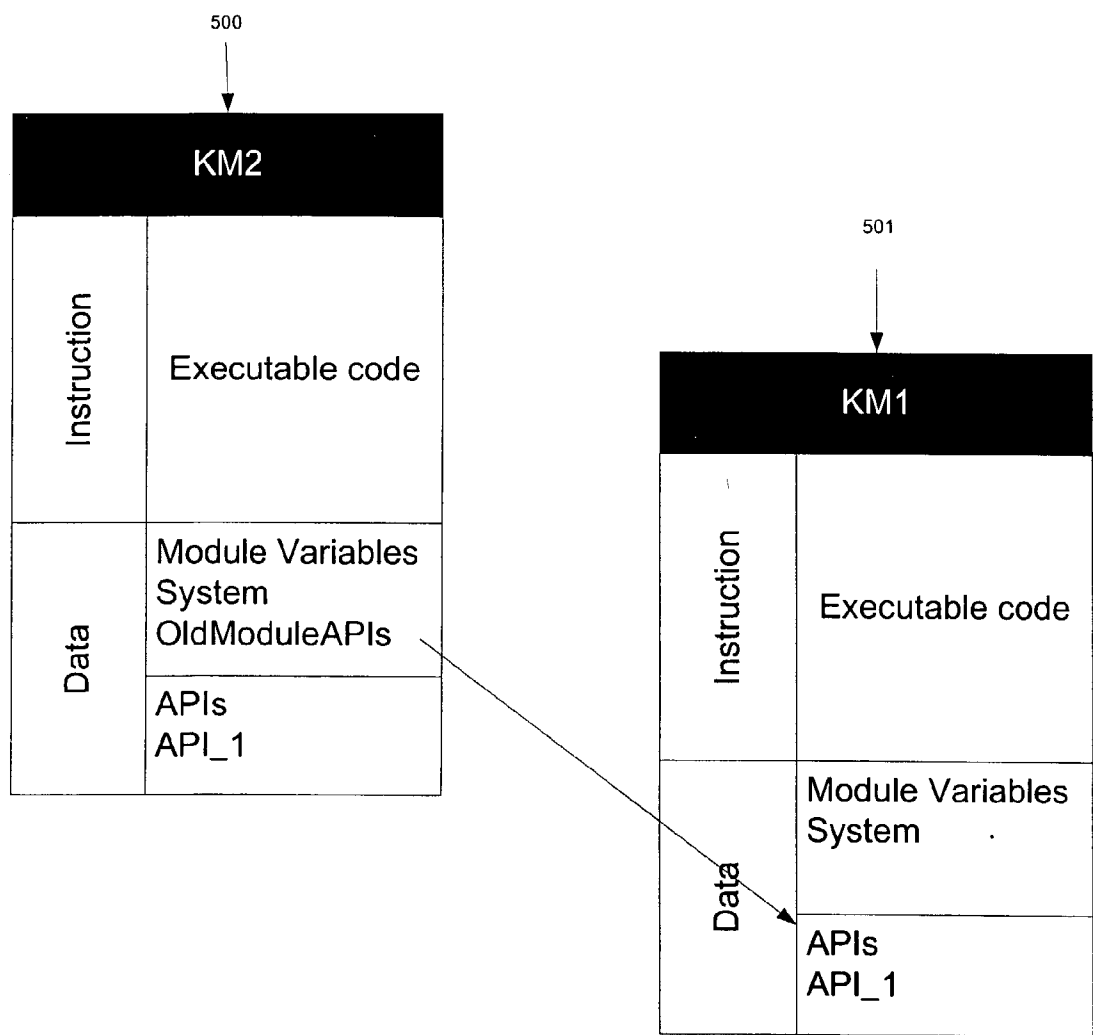 500
KM2
Instruction
Executable code
Data
Module Variables
System
OldModuleAPIs
APIs
API_1
501
KM1
Instruction
Executable code
Data
Module Variables
System
APIs
API_1